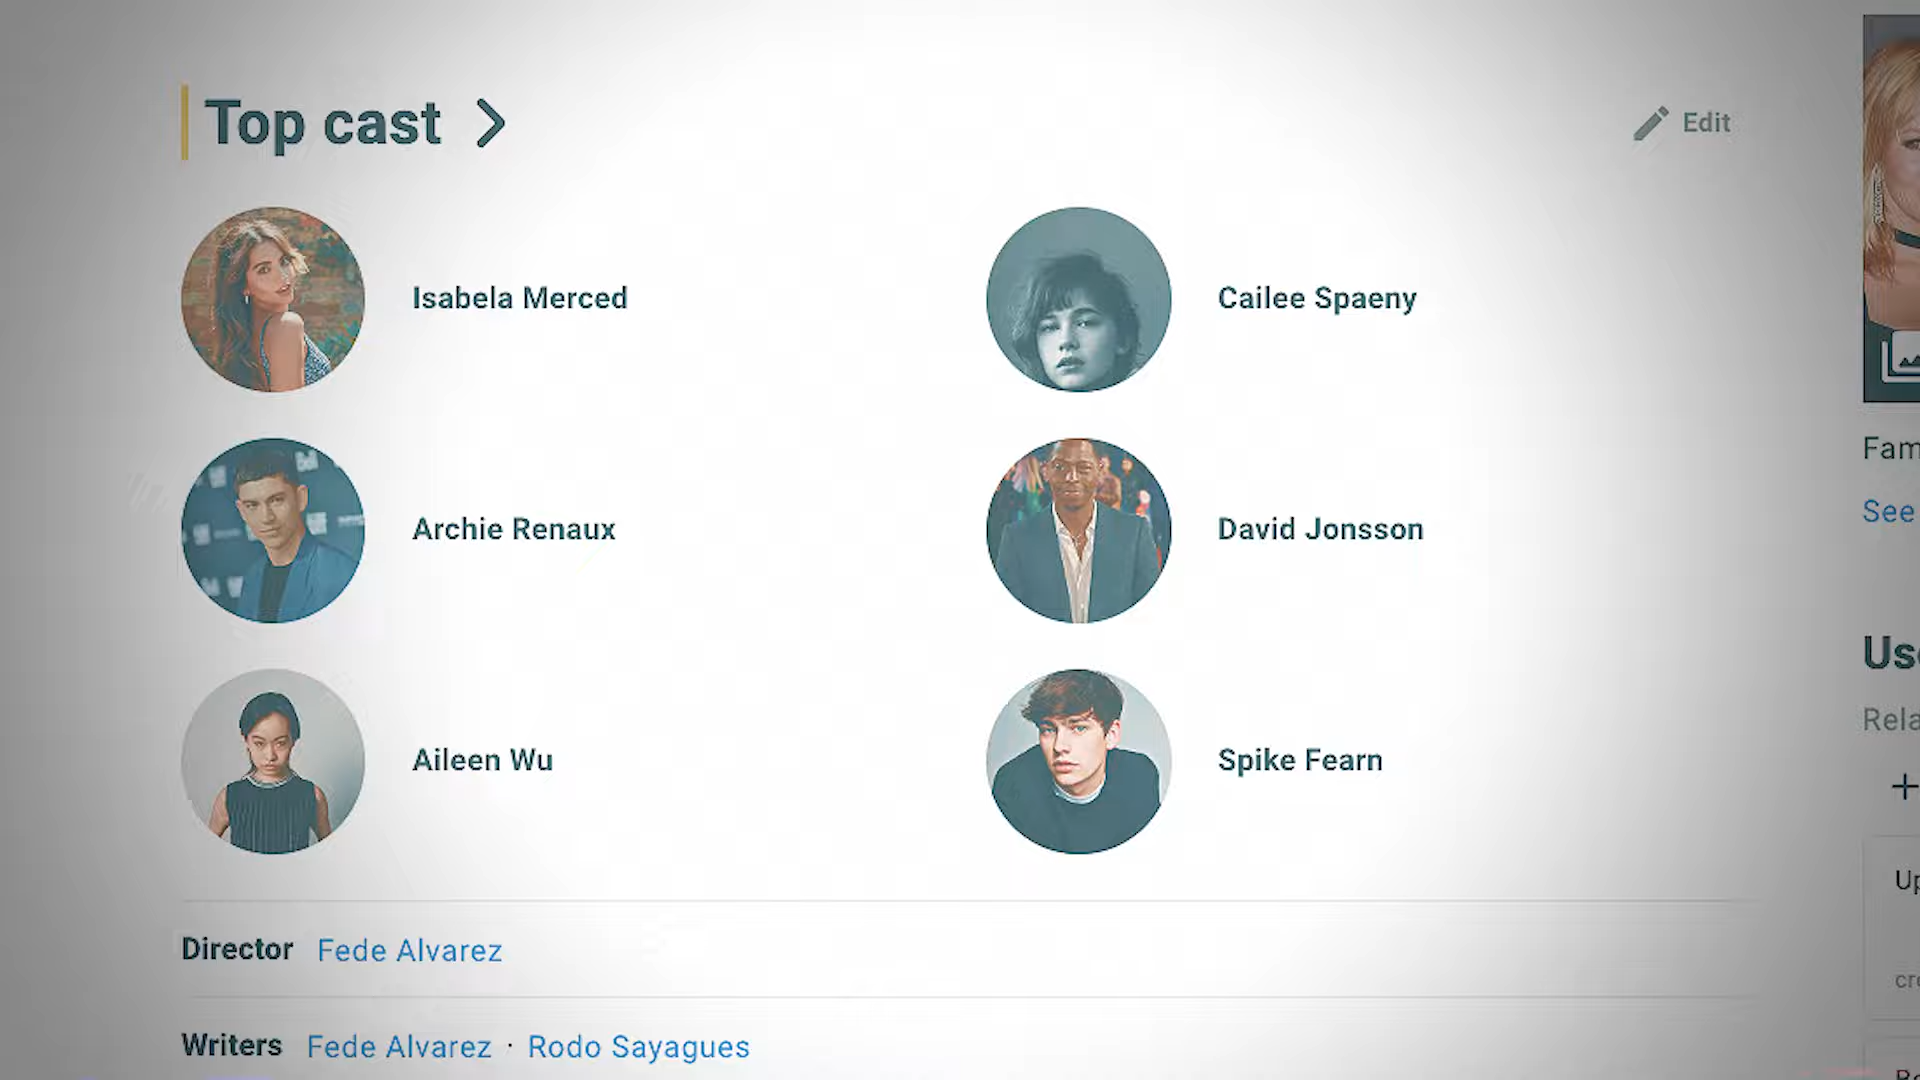 Top cast
Edit
Isabela Merced
Cailee Spaeny
Archie Renaux
David Jonsson
Aileen Wu
Spike Fearn
Director Fede Alvarez
Writers Fede Alvarez · Rodo Sayagues
See